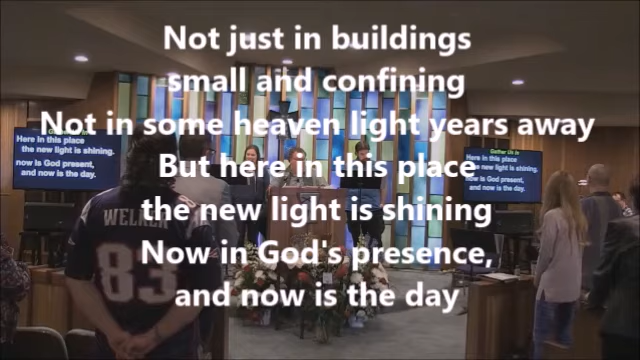 Not just in buildings
small and confining
Not in some heaven light years away
But here in this place
the new light is shining
Now in God's presence,
and now is the day
Here in this place
the new light is shining.
now is God present,
and now is the day.
Gather Us In
Here in this place
the new light is shining.
now is God present,
and now is the day.
WELKER
83